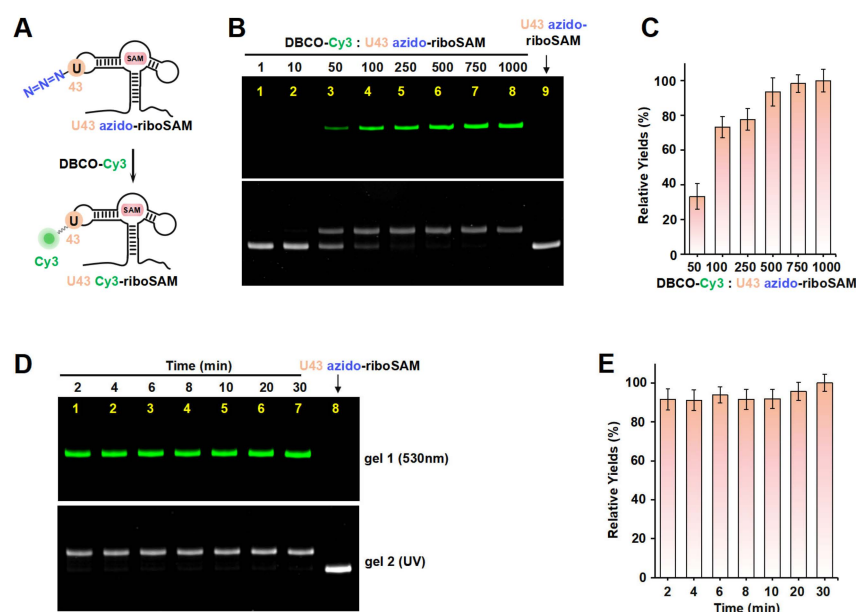 A
N=N=N
U
43
SAM
U43 azido-riboSAM
DBCO-Cy3
U
43
SAM
Cy3
U43 Cy3-riboSAM
B
DBCO-Cy3 : U43 azido-riboSAM
U43 azido-
riboSAM
1 10 50 100 250 500 750 1000
1 2 3 4 5 6 7 8 9
C
Relative Yields (%)
100
80
60
40
20
0
50 100 250 500 750 1000
DBCO-Cy3 : U43 azido-riboSAM
D
Time (min)
U43 azido-riboSAM
2 4 6 8 10 20 30
1 2 3 4 5 6 7 8
gel 1 (530nm)
gel 2 (UV)
E
Relative Yields (%)
100
80
60
40
20
0
2 4 6 8 10 20 30
Time (min)